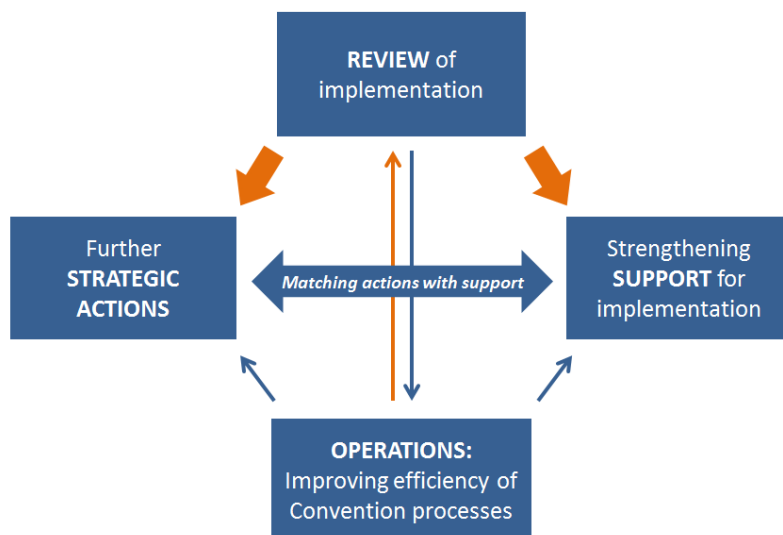 REVIEW of
implementation
Further
STRATEGIC
ACTIONS
Matching actions with support
Strengthening
SUPPORT for
implementation
OPERATIONS:
Improving efficiency of
Convention processes